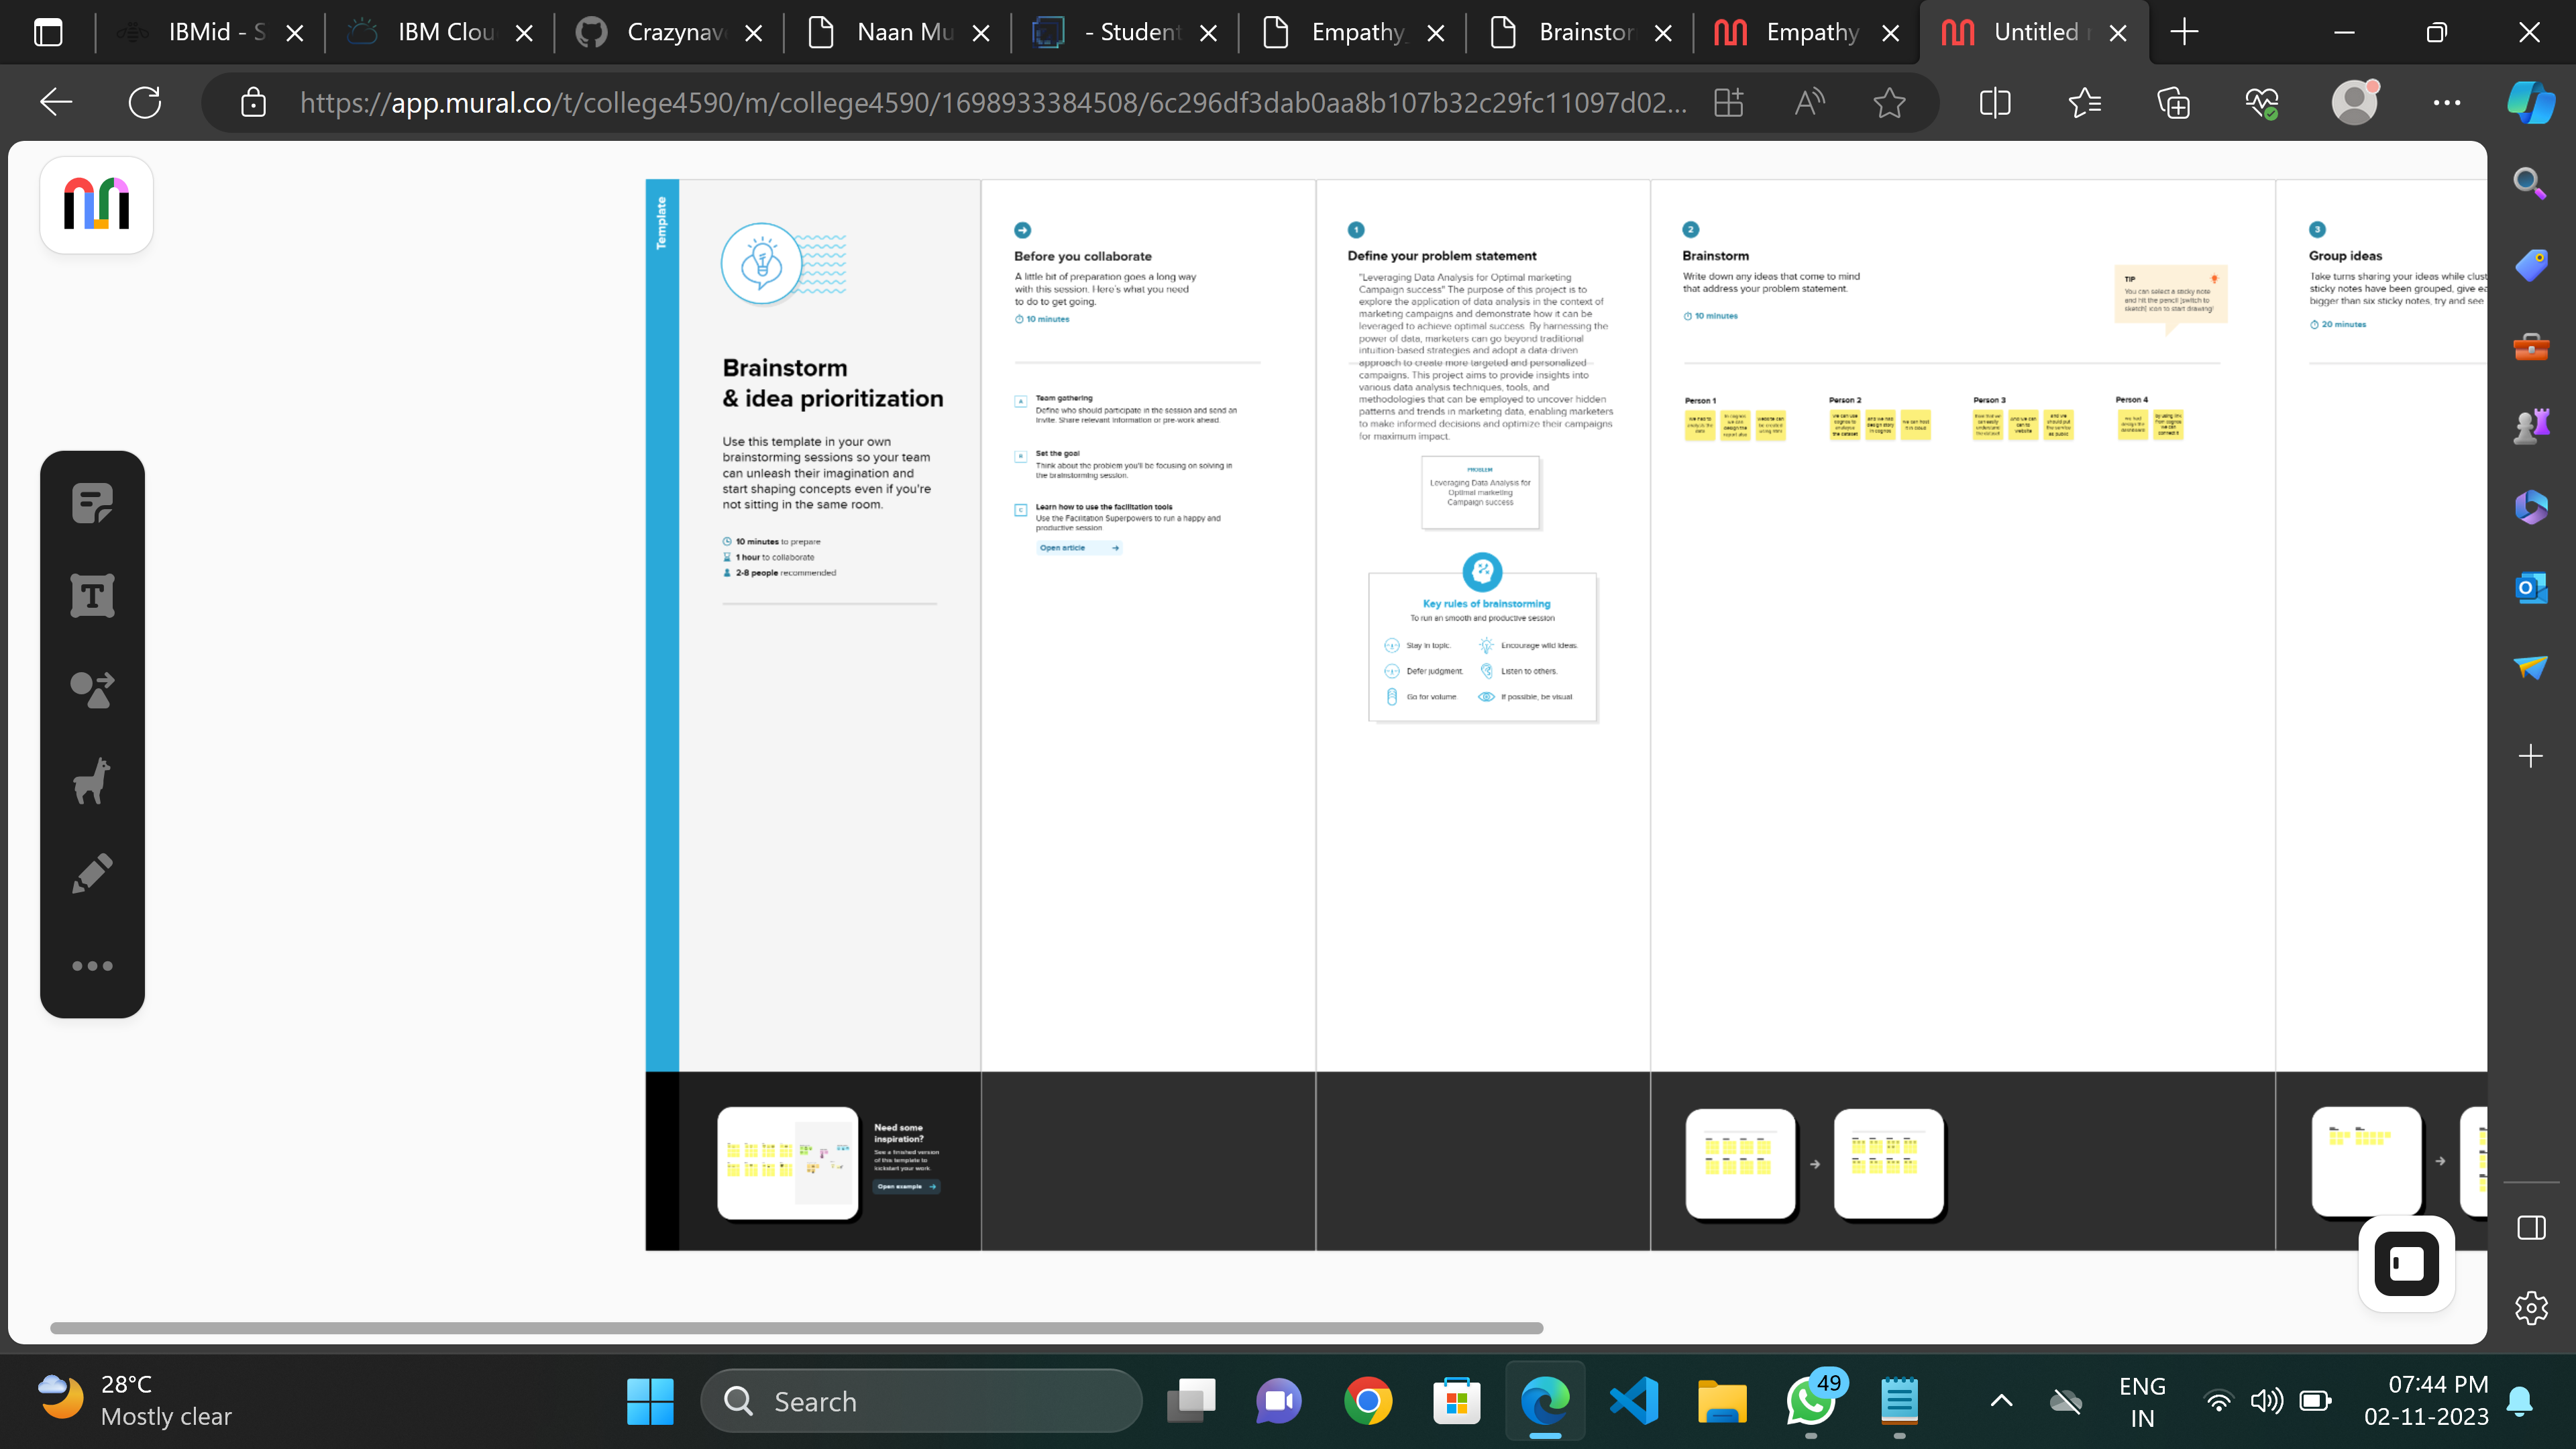 IBMid - S
IBM Clou
Crazynav
Naan Mu
- Student
Empathy_
Brainstor
Empathy
Untitled
https://app.mural.co/t/college4590/m/college4590/1698933384508/6c296df3dab0aa8b107b32c29fc11097d02...
Template
Brainstorm
& idea prioritization
Use this template in your own
brainstorming sessions so your team
can unleash their imagination and
start shaping concepts even if you're
not sitting in the same room.
10 minutes to prepare
1 hour to collaborate
2-8 people recommended
Need some
inspiration?
See a finished version
of this template to
kickstart your work.
Open example
Before you collaborate
A little bit of preparation goes a long way
with this session. Here's what you need
to do to get going.
10 minutes
A
Team gathering
Define who should participate in the session and send an
invite. Share relevant information or pre-work ahead.
B
Set the goal
Think about the problem you'll be focusing on solving in
the brainstorming session.
C
Learn how to use the facilitation tools
Use the Facilitation Superpowers to run a happy and
productive session.
Open article
1
Define your problem statement
"Leveraging Data Analysis for Optimal marketing
Campaign success" The purpose of this project is to
explore the application of data analysis in the context of
marketing campaigns and demonstrate how it can be
leveraged to achieve optimal success. By harnessing the
power of data, marketers can go beyond traditional
intuition-based strategies and adopt a data-driven
approach to create more targeted and personalized
campaigns. This project aims to provide insights into
various data analysis techniques, tools, and
methodologies that can be employed to uncover hidden
patterns and trends in marketing data, enabling marketers
to make informed decisions and optimize their campaigns
for maximum impact.
PROBLEM
Leveraging Data Analysis for
Optimal marketing
Campaign success
Key rules of brainstorming
To run an smooth and productive session
Stay in topic.
Encourage wild ideas.
Defer judgment.
Listen to others.
Go for volume.
If possible, be visual.
2
Brainstorm
Write down any ideas that come to mind
that address your problem statement.
10 minutes
TIP
You can select a sticky note
and hit the pencil [switch to
sketch] icon to start drawing!
Person 1
Person 2
Person 3
Person 4
3
Group ideas
Take turns sharing your ideas while clust
sticky notes have been grouped, give ea
bigger than six sticky notes, try and see
20 minutes
28°C
Mostly clear
Search
49
ENG
IN
07:44 PM
02-11-2023